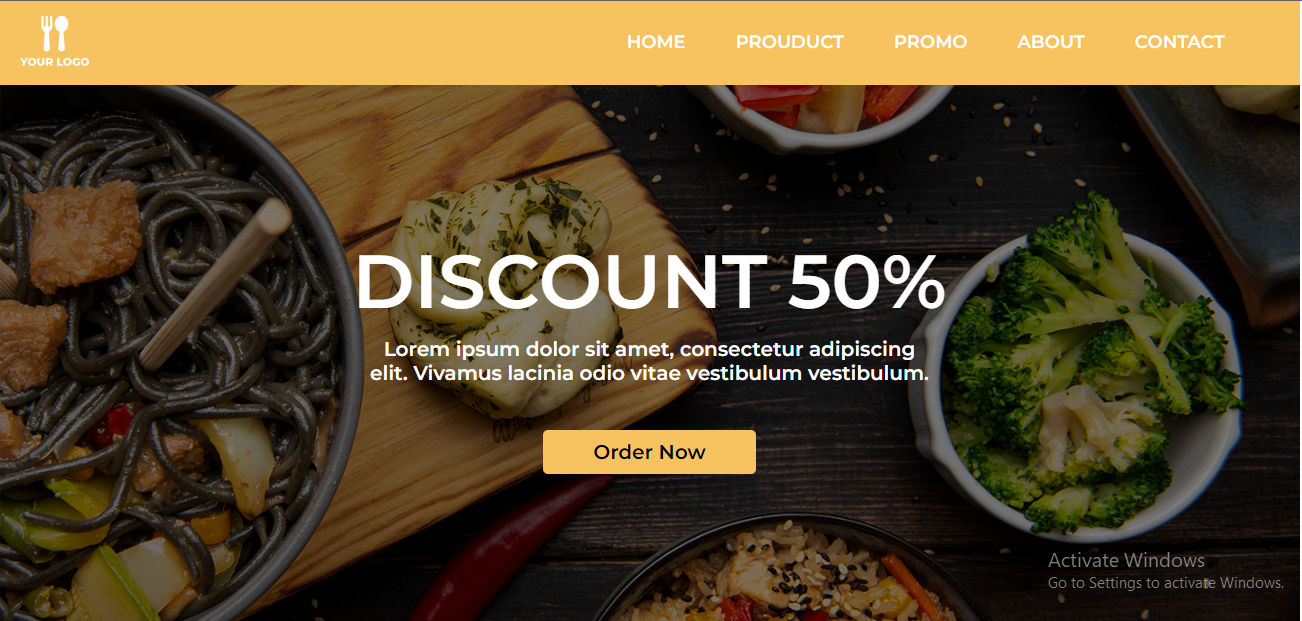 HOME PROUDUCT PROMO ABOUT CONTACT
YOUR LOGO
DISCOUNT 50%
Lorem ipsum dolor sit amet, consectetur adipiscing
elit. Vivamus lacinia odio vitae vestibulum vestibulum.
Order Now
Activate Windows
Go to Settings to activate Windows.